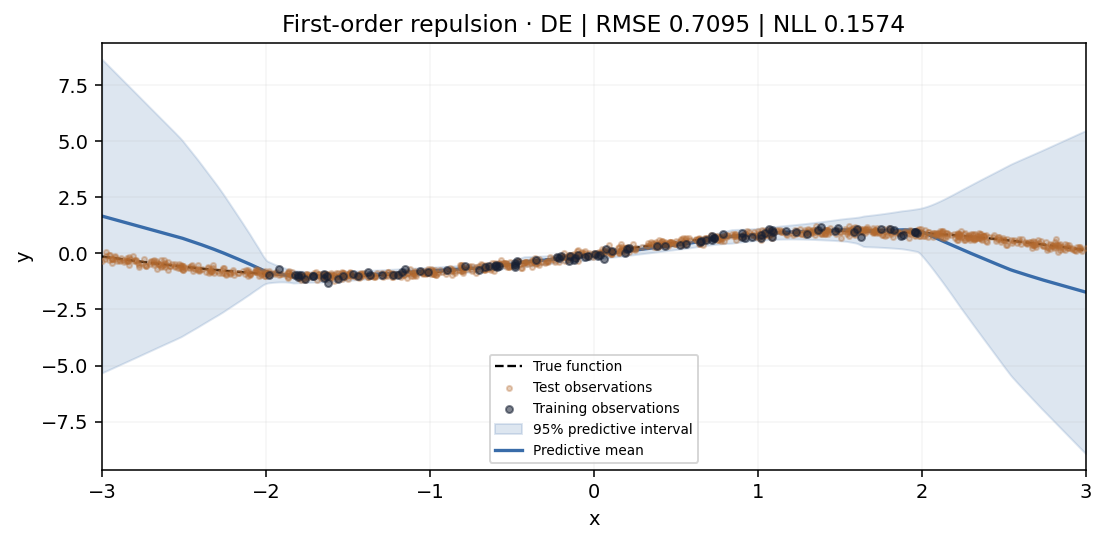 First-order repulsion · DE | RMSE 0.7095 | NLL 0.1574
7.5
5.0
2.5
0.0
−2.5
−5.0
−7.5
y
True function
Test observations
Training observations
95% predictive interval
Predictive mean
−3 −2 −1 0 1 2 3
x